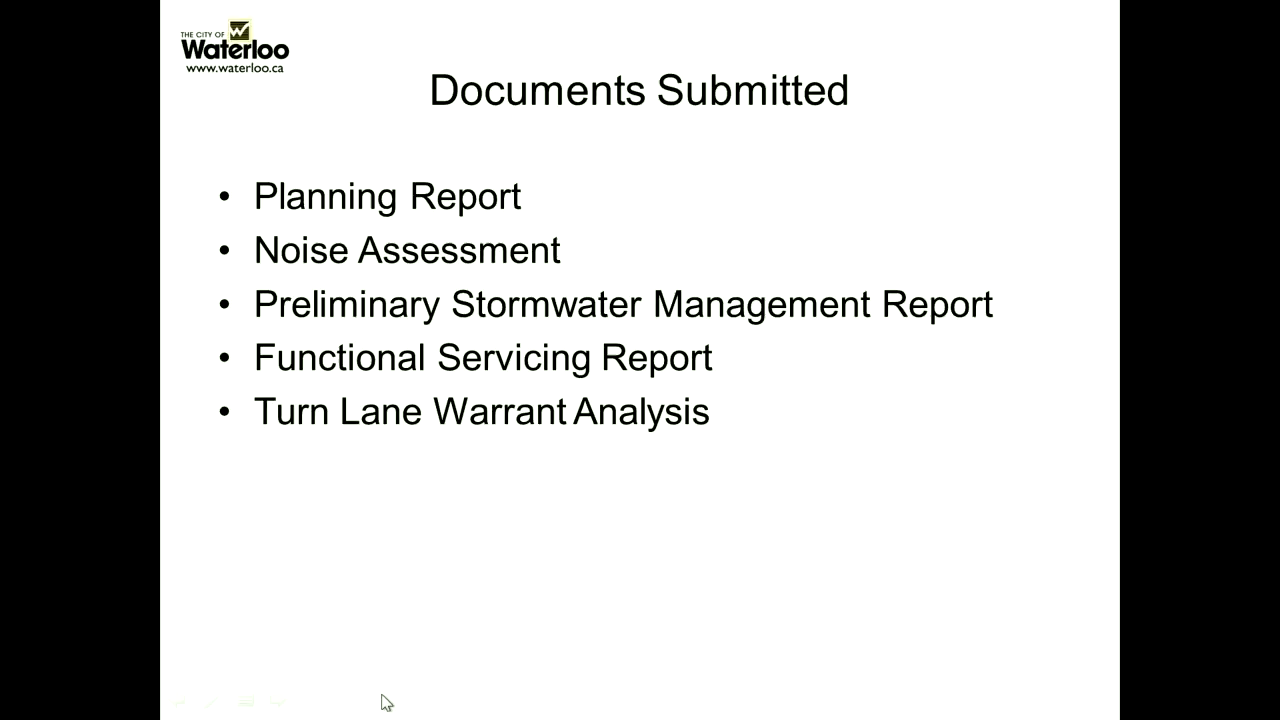 THE CITY OF
Waterloo
www.waterloo.ca
Documents Submitted
• Planning Report
• Noise Assessment
• Preliminary Stormwater Management Report
• Functional Servicing Report
• Turn Lane Warrant Analysis